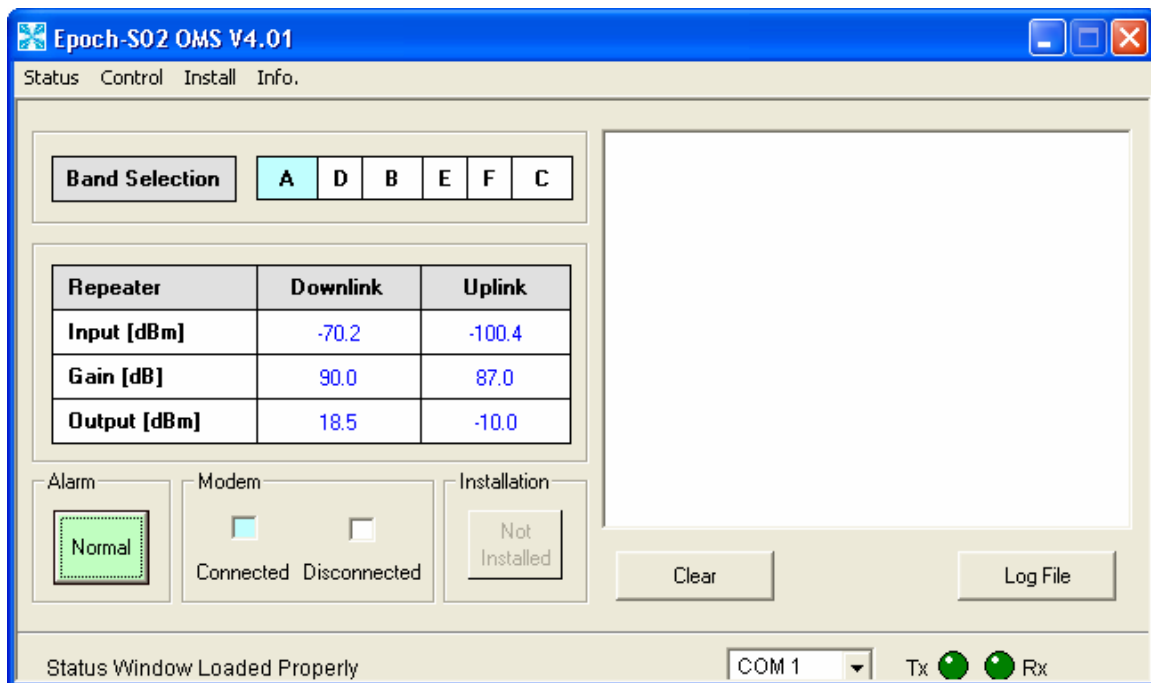 Epoch-S02 OMS V4.01
Status Control Install Info.
Band Selection A D B E F C
Repeater Downlink Uplink
Input [dBm] -70.2 -100.4
Gain [dB] 90.0 87.0
Output [dBm] 18.5 -10.0
Alarm Modem Installation
Normal
Connected Disconnected
Not
Installed
Clear Log File
Status Window Loaded Properly COM 1 Tx Rx